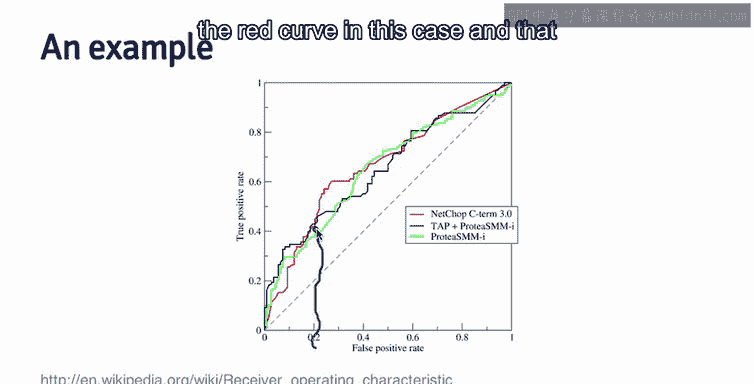 the red curve in this case and that
An example
1
0.8
0.6
0.4
0.2
0
True positive rate
NetChop C-term 3.0
TAP + ProteaSMM-i
ProteaSMM-i
0 0.2 0.4 0.6 0.8 1
False positive rate
http://en.wikipedia.org/wiki/Receiver_operating_characteristic